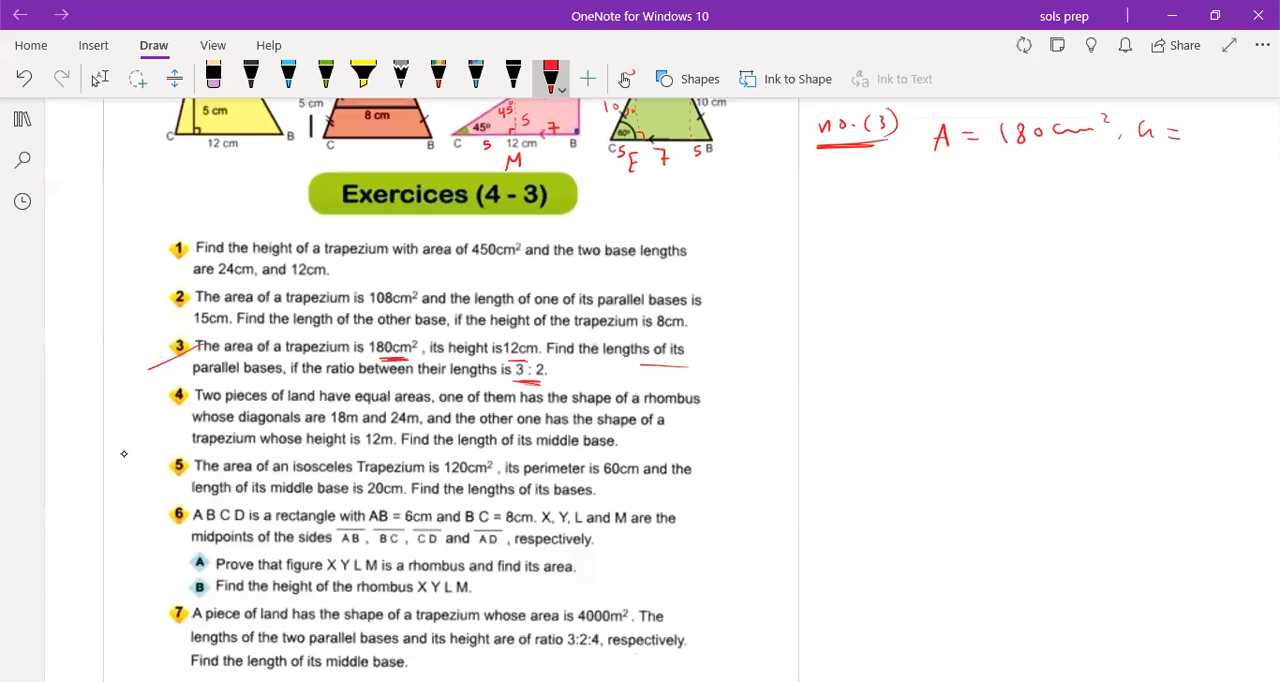 OneNote for Windows 10
sols prep
Home Insert Draw View Help
Share
Shapes
Ink to Shape
Ink to Text
5 cm
C B
12 cm
5 cm
8 cm
C B
45°
5
45°
C 5 12 cm 7 B
M
10 10 cm
60°
C 5 E 7 5 B
no. (3) A = 180cm², h =
Exercices (4 - 3)
1 Find the height of a trapezium with area of 450cm² and the two base lengths
are 24cm, and 12cm.
2 The area of a trapezium is 108cm² and the length of one of its parallel bases is
15cm. Find the length of the other base, if the height of the trapezium is 8cm.
3 The area of a trapezium is 180cm² , its height is12cm. Find the lengths of its
parallel bases, if the ratio between their lengths is 3 : 2.
4 Two pieces of land have equal areas, one of them has the shape of a rhombus
whose diagonals are 18m and 24m, and the other one has the shape of a
trapezium whose height is 12m. Find the length of its middle base.
5 The area of an isosceles Trapezium is 120cm² , its perimeter is 60cm and the
length of its middle base is 20cm. Find the lengths of its bases.
6 A B C D is a rectangle with AB = 6cm and B C = 8cm. X, Y, L and M are the
midpoints of the sides AB , BC , CD and AD , respectively.
A Prove that figure X Y L M is a rhombus and find its area.
B Find the height of the rhombus X Y L M.
7 A piece of land has the shape of a trapezium whose area is 4000m² . The
lengths of the two parallel bases and its height are of ratio 3:2:4, respectively.
Find the length of its middle base.